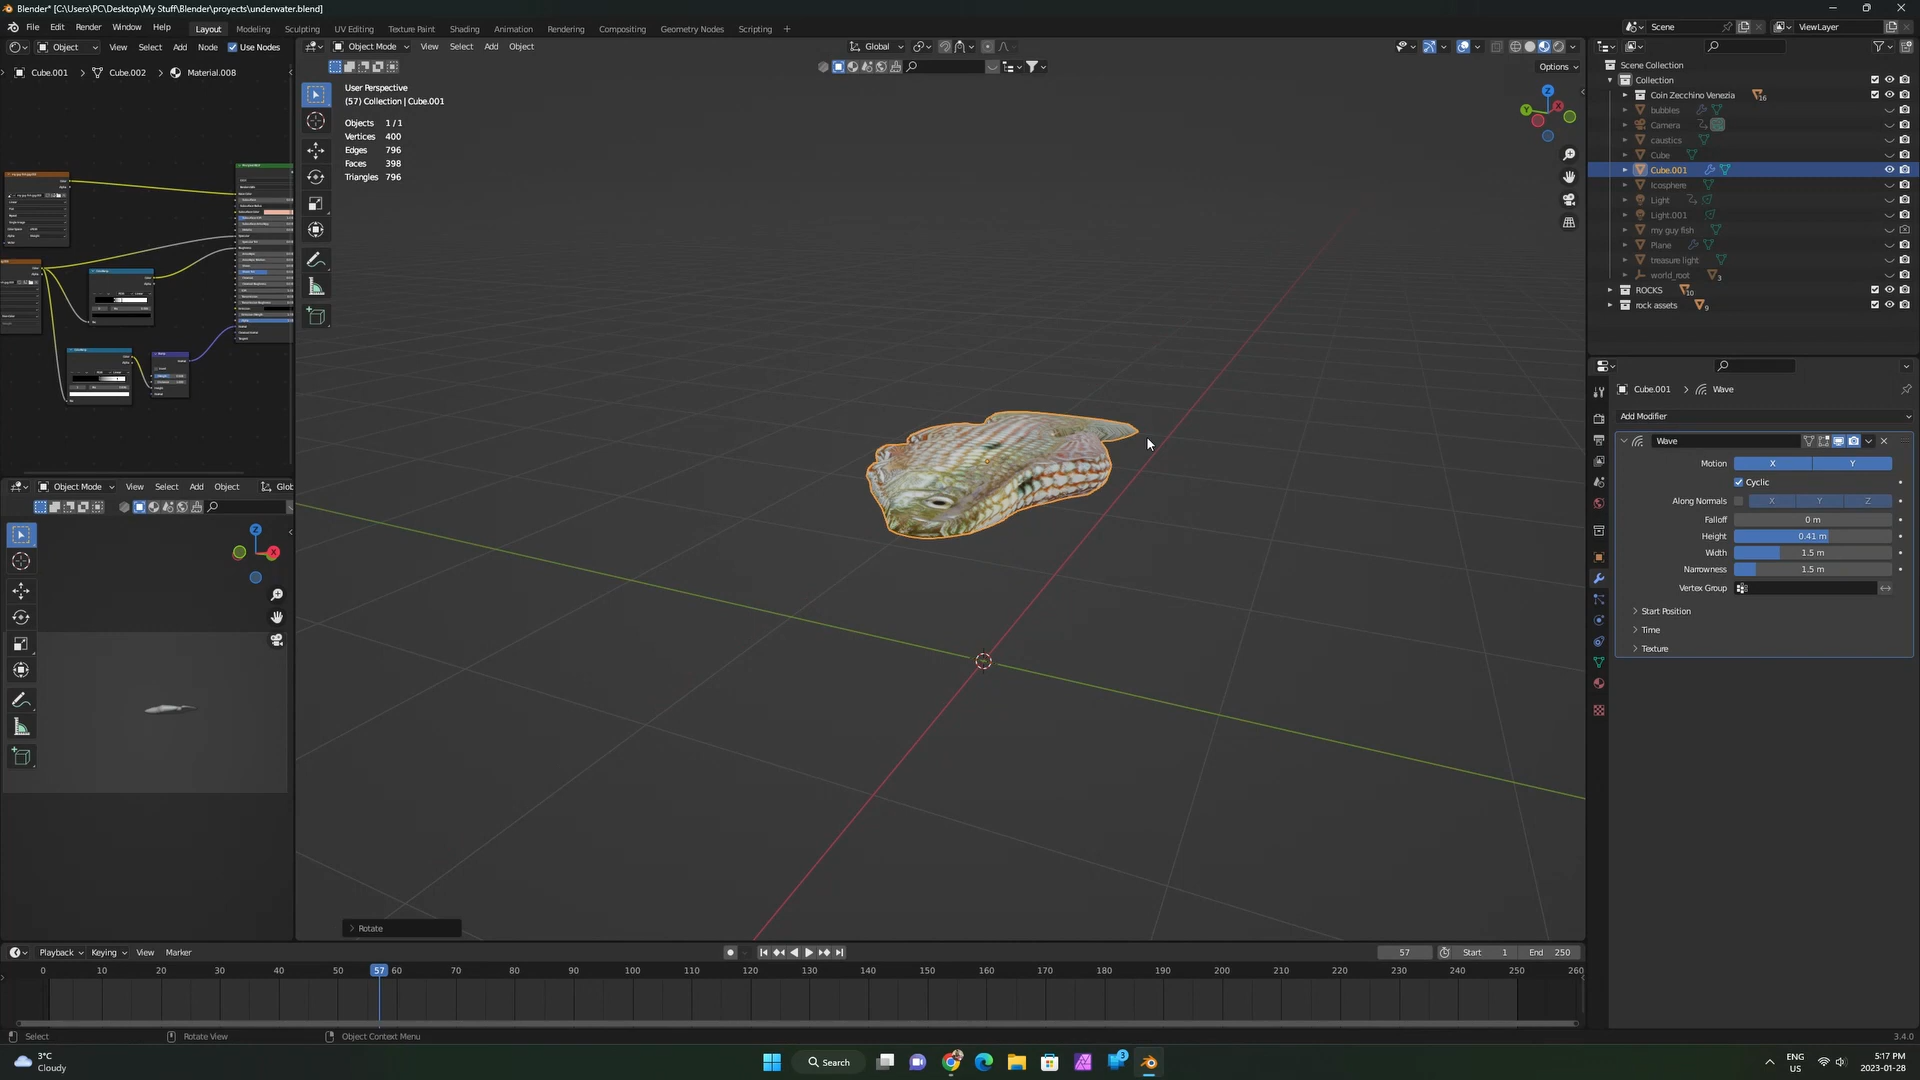 Blender* [C:\Users\PC\Desktop\My Stuff\Blender\proyects\underwater.blend]
File Edit Render Window Help Layout Modeling Sculpting UV Editing Texture Paint Shading Animation Rendering Compositing Geometry Nodes Scripting + Scene ViewLayer
Object View Select Add Node Use Nodes Object Mode View Select Add Object Global
Options
Cube.001 > Cube.002 > Material.008
User Perspective
(57) Collection | Cube.001
Objects 1 / 1
Vertices 400
Edges 796
Faces 398
Triangles 796
Z
Y
X
Scene Collection
Collection
Coin Zecchino Venezia 16
bubbles
Camera
caustics
Cube
Cube.001
Icosphere
Light
Light.001
my guy fish
Plane
treasure light
world_root 3
ROCKS 10
rock assets 9
Cube.001 > Wave
Add Modifier
Wave
Motion X Y
Cyclic
Along Normals X Y Z
Falloff 0 m
Height 0.41 m
Width 1.5 m
Narrowness 1.5 m
Vertex Group
Start Position
Time
Texture
Object Mode View Select Add Object Glob
Z
X
Rotate
Playback Keying View Marker 57 Start 1 End 250
0 10 20 30 40 50 57 60 70 80 90 100 110 120 130 140 150 160 170 180 190 200 210 220 230 240 250 260
Select Rotate View Object Context Menu 3.4.0
3°C
Cloudy
Search
3
ENG
US
5:17 PM
2023-01-28